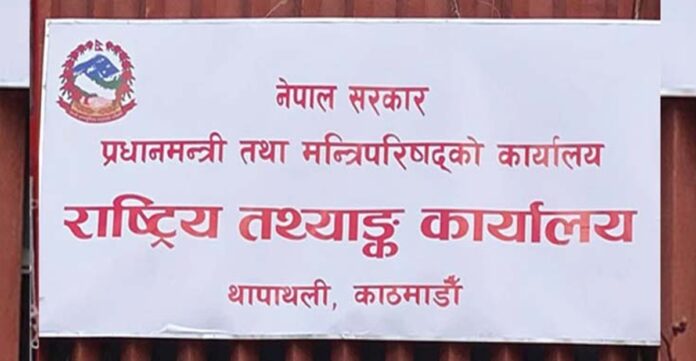 नेपाल सरकार
प्रधानमन्त्री तथा मन्त्रिपरिषद्को कार्यालय
राष्ट्रिय तथ्याङ्क कार्यालय
थापाथली, काठमाडौँ